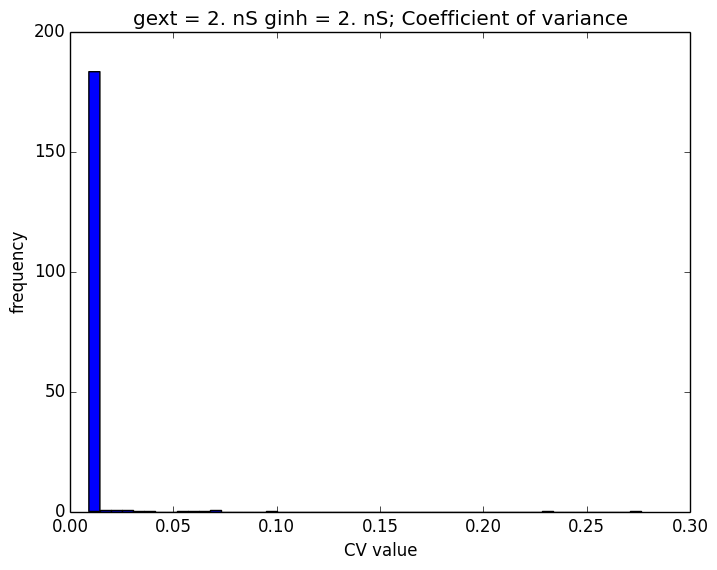 gext = 2. nS ginh = 2. nS; Coefficient of variance
200
150
100
50
0
frequency
0.00 0.05 0.10 0.15 0.20 0.25 0.30
CV value